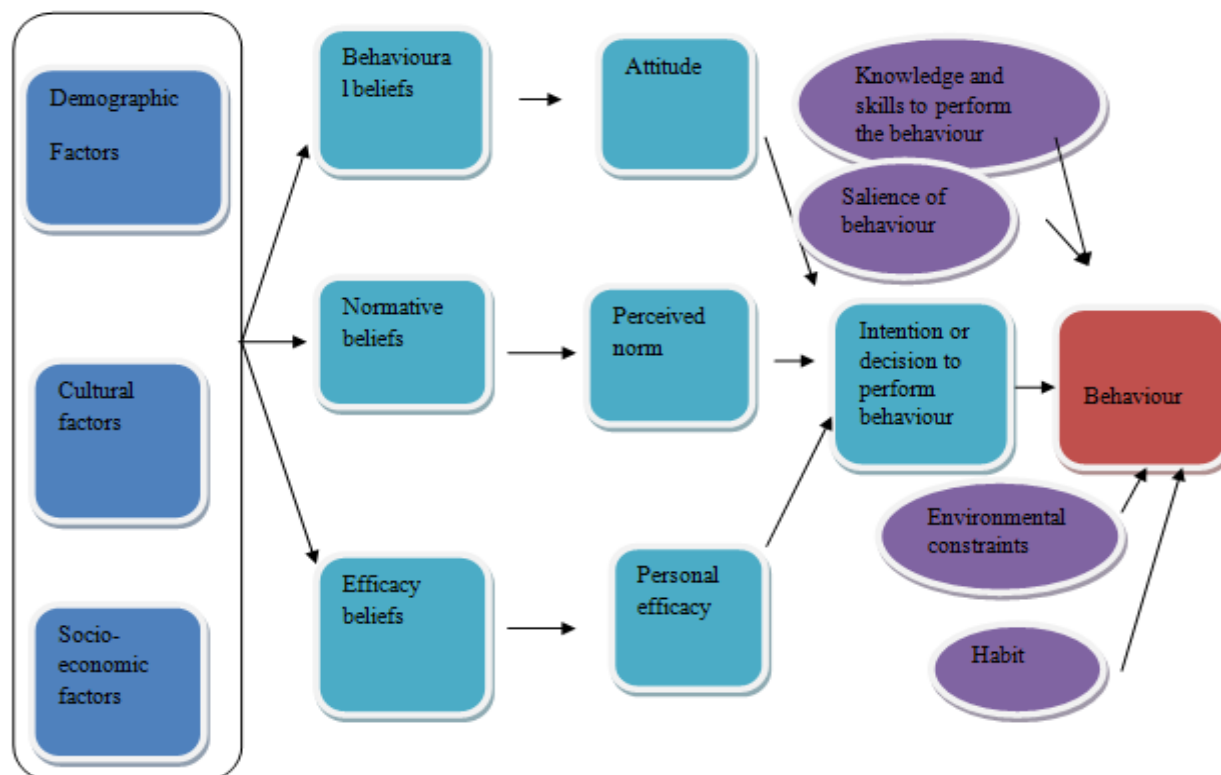 Demographic
Factors
Cultural
factors
Socio-
economic
factors
Behavioura
l beliefs
Normative
beliefs
Efficacy
beliefs
Attitude
Perceived
norm
Personal
efficacy
Knowledge and
skills to perform
the behaviour
Salience of
behaviour
Intention or
decision to
perform
behaviour
Behaviour
Environmental
constraints
Habit